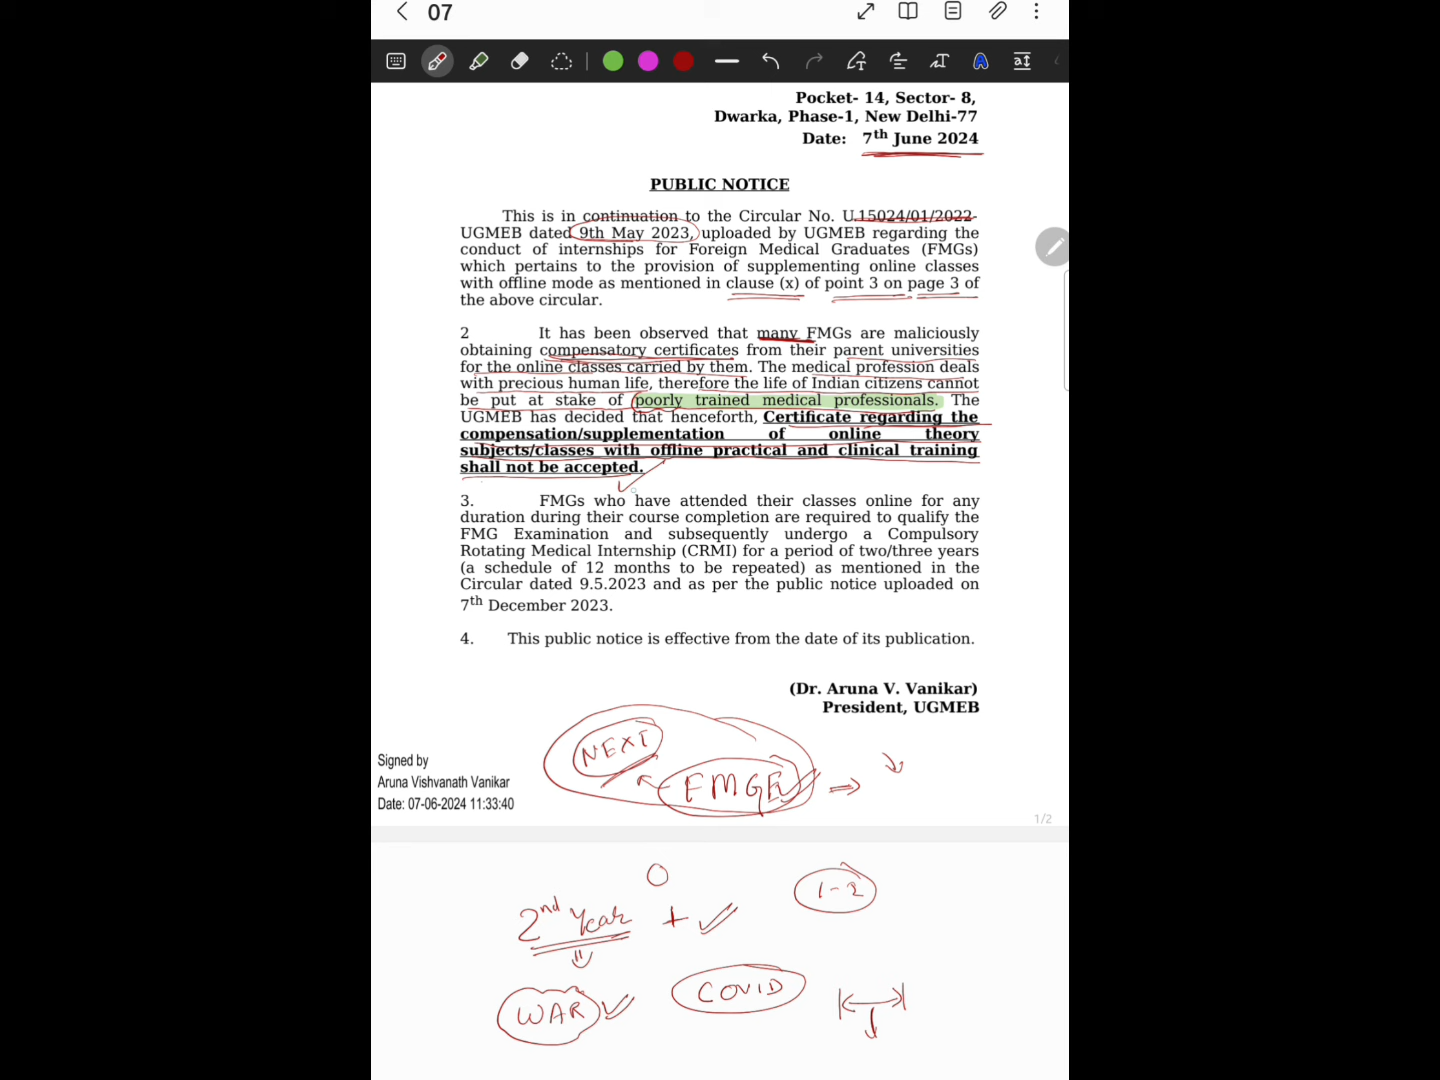 07
Pocket- 14, Sector- 8,
Dwarka, Phase-1, New Delhi-77
Date: 7th June 2024
PUBLIC NOTICE
This is in continuation to the Circular No. U.15024/01/2022-
UGMEB dated 9th May 2023, uploaded by UGMEB regarding the
conduct of internships for Foreign Medical Graduates (FMGs)
which pertains to the provision of supplementing online classes
with offline mode as mentioned in clause (x) of point 3 on page 3 of
the above circular.
2 It has been observed that many FMGs are maliciously
obtaining compensatory certificates from their parent universities
for the online classes carried by them. The medical profession deals
with precious human life, therefore the life of Indian citizens cannot
be put at stake of poorly trained medical professionals. The
UGMEB has decided that henceforth, Certificate regarding the
compensation/supplementation of online theory
subjects/classes with offline practical and clinical training
shall not be accepted.
3. FMGs who have attended their classes online for any
duration during their course completion are required to qualify the
FMG Examination and subsequently undergo a Compulsory
Rotating Medical Internship (CRMI) for a period of two/three years
(a schedule of 12 months to be repeated) as mentioned in the
Circular dated 9.5.2023 and as per the public notice uploaded on
7th December 2023.
4. This public notice is effective from the date of its publication.
(Dr. Aruna V. Vanikar)
President, UGMEB
Signed by
Aruna Vishvanath Vanikar
Date: 07-06-2024 11:33:40
NEXT
FMGE
1/2
1-2
2nd Year +
WAR
COVID